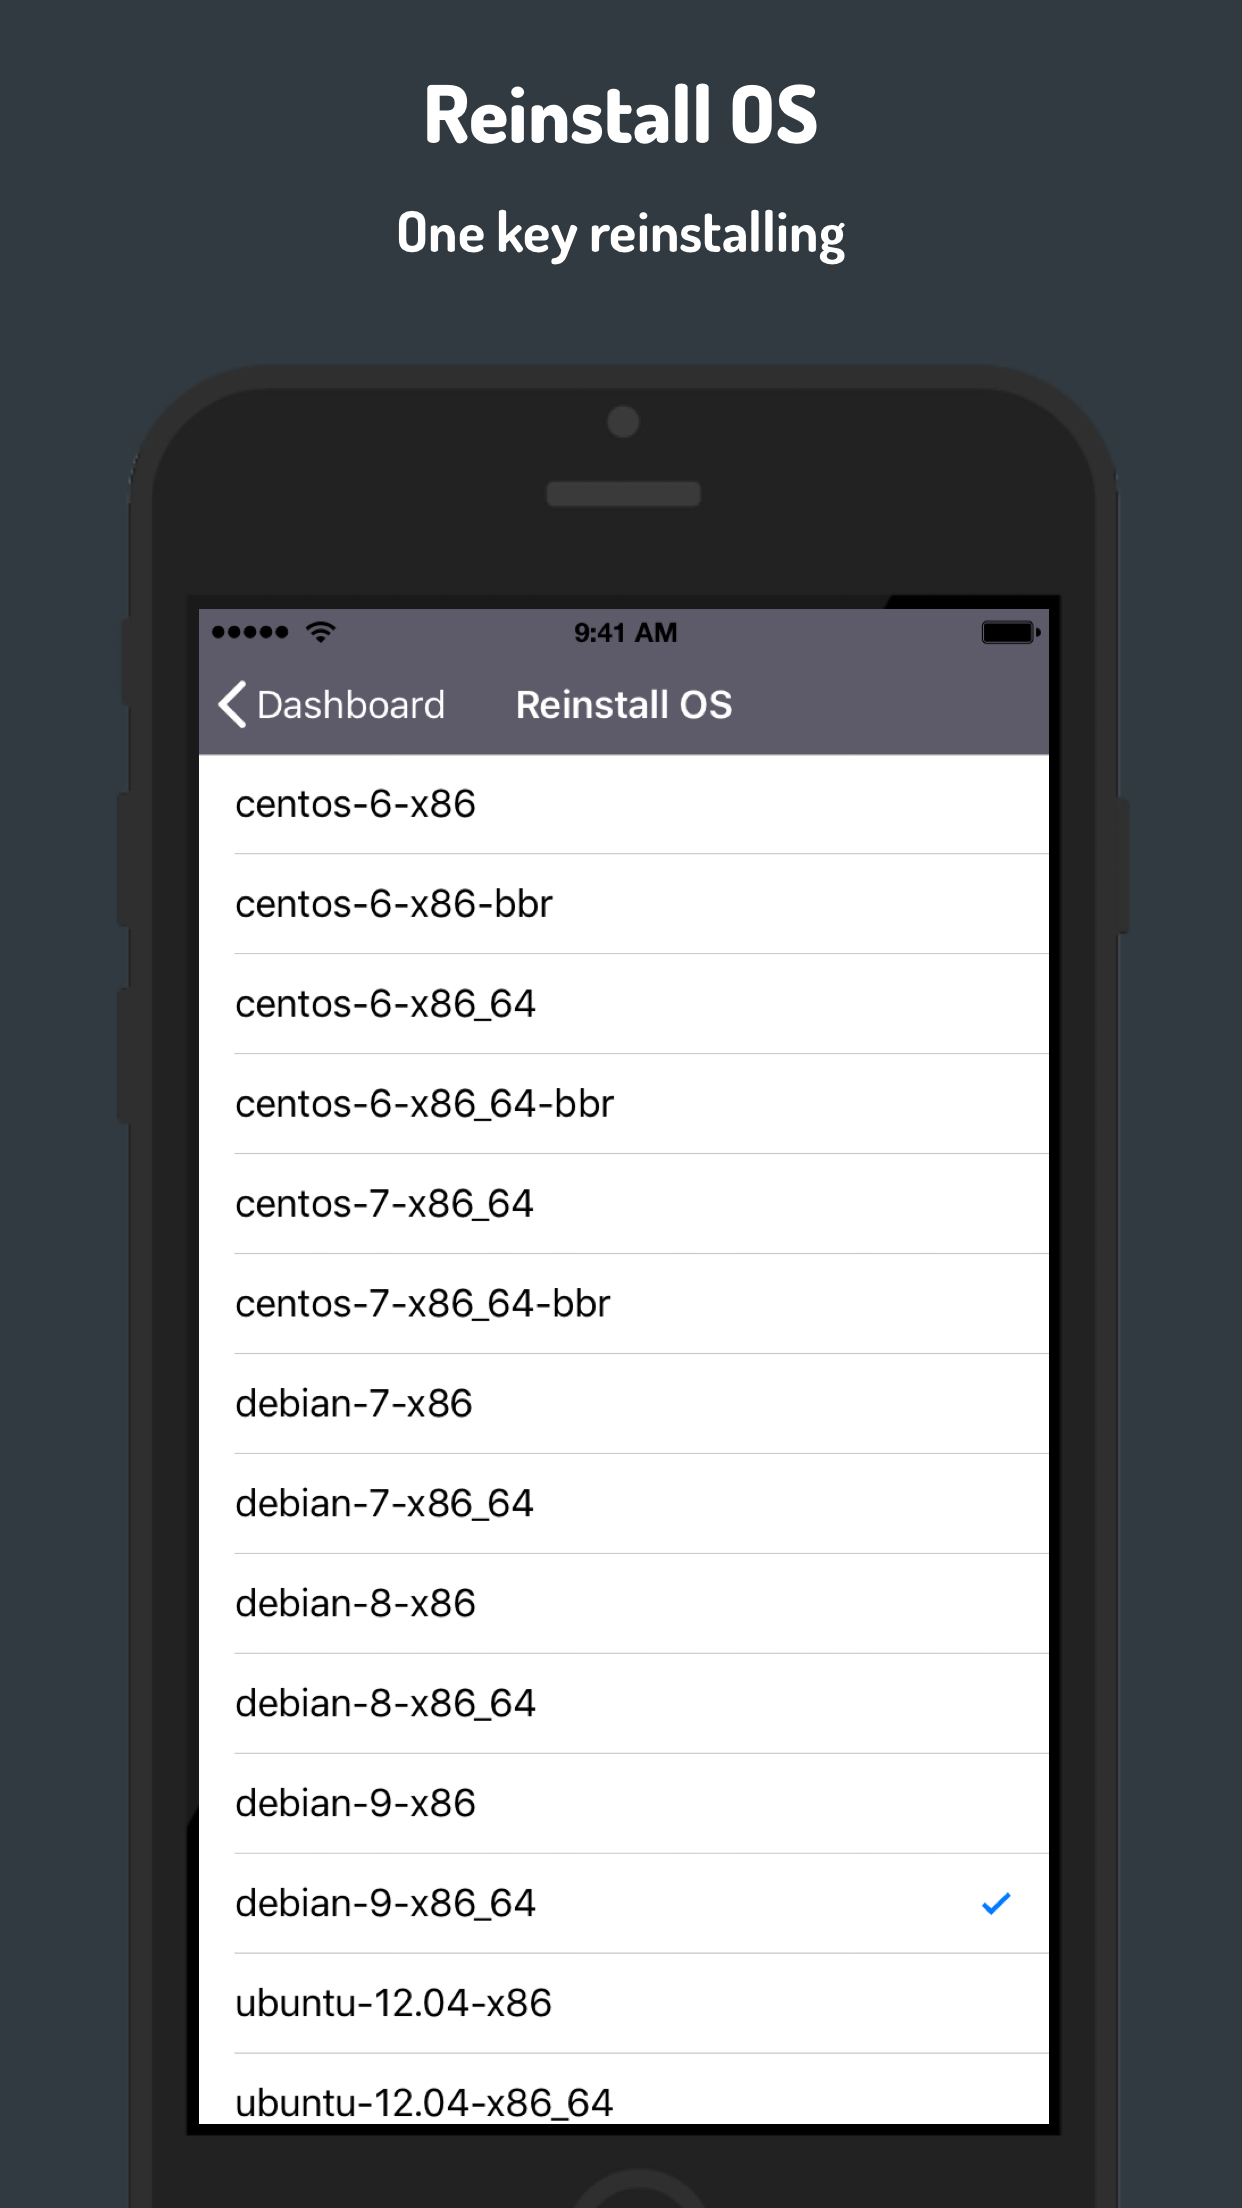 Reinstall OS
One key reinstalling
9:41 AM
Dashboard
Reinstall OS
centos-6-x86
centos-6-x86-bbr
centos-6-x86_64
centos-6-x86_64-bbr
centos-7-x86_64
centos-7-x86_64-bbr
debian-7-x86
debian-7-x86_64
debian-8-x86
debian-8-x86_64
debian-9-x86
debian-9-x86_64
ubuntu-12.04-x86
ubuntu-12.04-x86_64